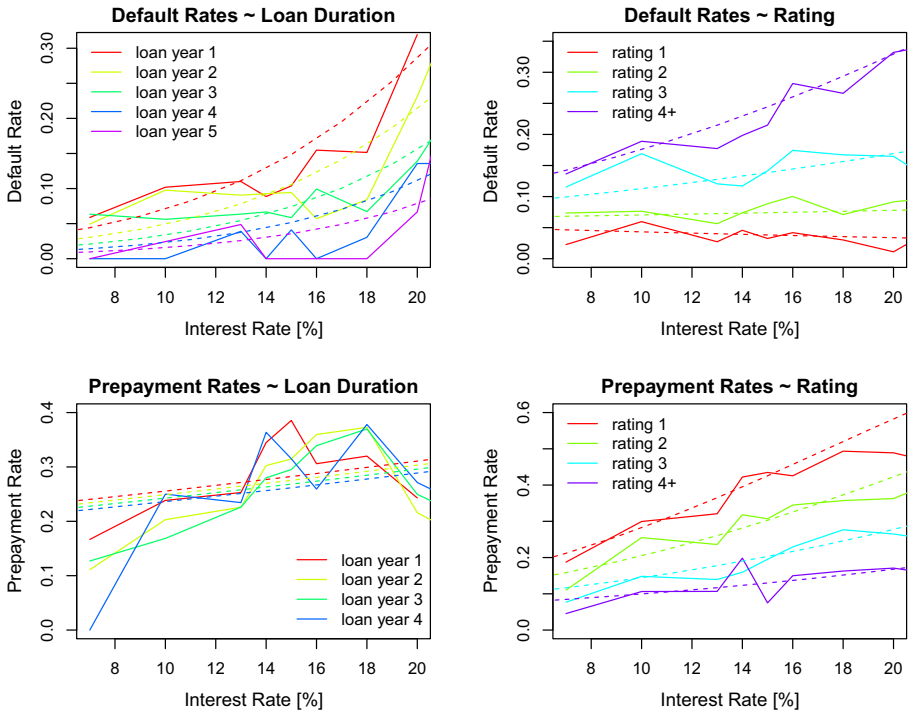 Default Rates ~ Loan Duration
Default Rate
0.00
0.10
0.20
0.30
loan year 1
loan year 2
loan year 3
loan year 4
loan year 5
8 10 12 14 16 18 20
Interest Rate [%]
Default Rates ~ Rating
Default Rate
0.00
0.10
0.20
0.30
rating 1
rating 2
rating 3
rating 4+
8 10 12 14 16 18 20
Interest Rate [%]
Prepayment Rates ~ Loan Duration
Prepayment Rate
0.0
0.1
0.2
0.3
0.4
loan year 1
loan year 2
loan year 3
loan year 4
8 10 12 14 16 18 20
Interest Rate [%]
Prepayment Rates ~ Rating
Prepayment Rate
0.0
0.2
0.4
0.6
rating 1
rating 2
rating 3
rating 4+
8 10 12 14 16 18 20
Interest Rate [%]